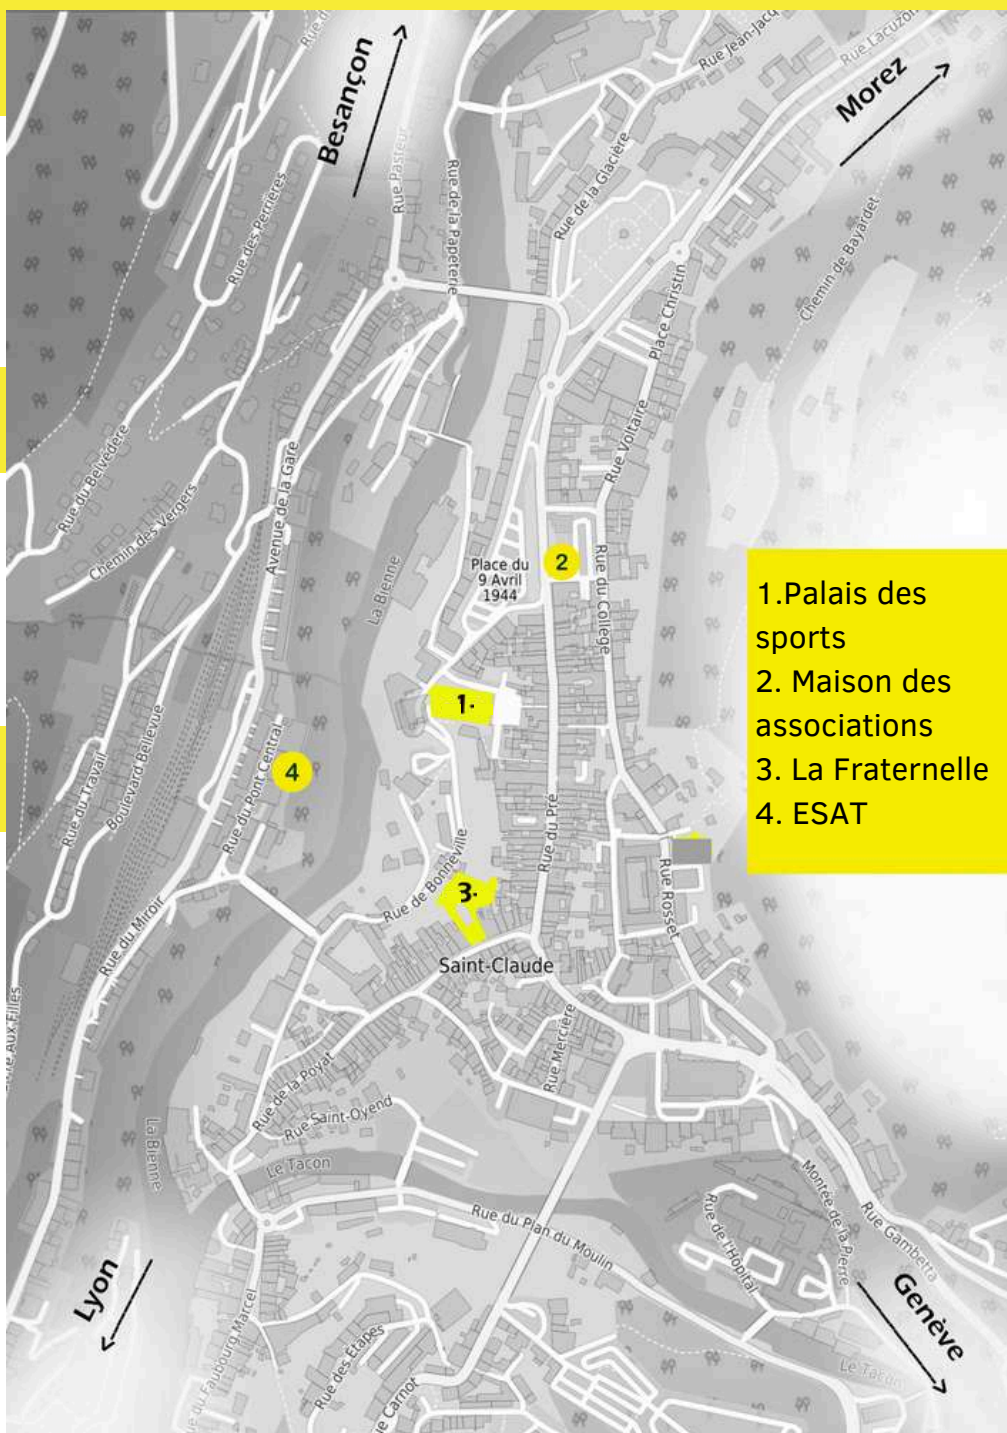 Besançon
Morez
Rue Jean-Jacq
Rue Lacuzon
Rue Pasteur
Rue de la Papeterie
Rue de la Glacière
Chemin de Bayardet
Rue des Perrières
Place Christin
Rue Voltaire
Rue du Belvédère
Chemin des Vergers
Avenue de la Gare
La Bienne
Place du
9 Avril
1944
2
Rue du Collège
1.Palais des
sports
2. Maison des
associations
3. La Fraternelle
4. ESAT
1.
4
Rue du Travail
Boulevard Bellevue
Rue du Pont Central
Rue du Pré
Rue de Bonneville
3.
Rue Rosset
Rue du Miroir
Saint-Claude
Aux Filles
Rue Mercière
Rue de la Poyat
Rue Saint-Oyend
La Bienne
Le Tacon
Rue du Plan du Moulin
Rue de l'Hôpital
Montée de la Pierre
Rue Gambetta
Lyon
Genève
ue du Faubourg Marcel
Rue des Étapes
ue Carnot
Le Tacon